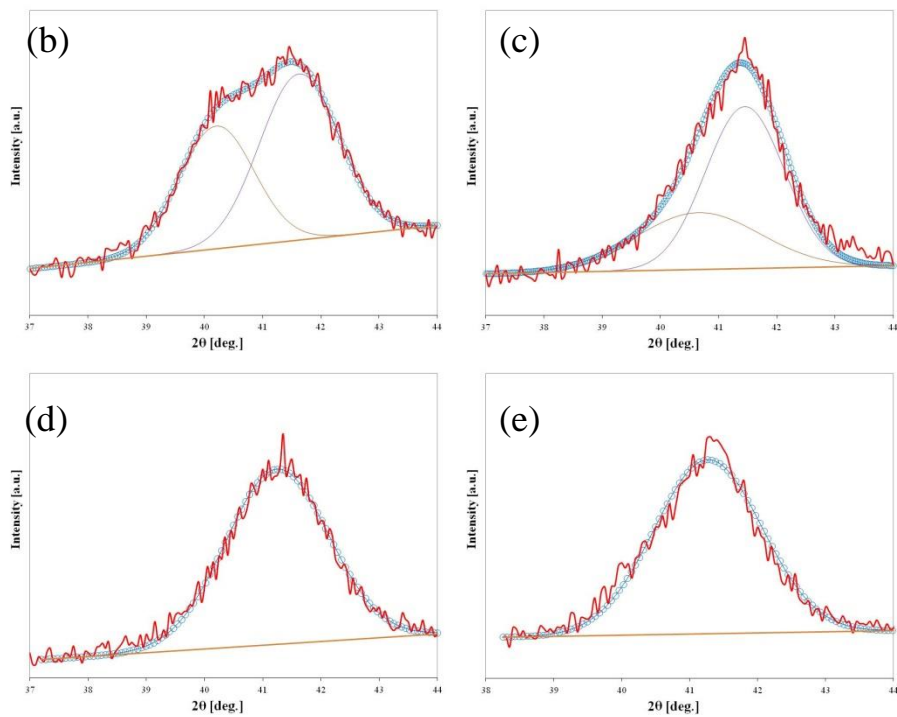 (b)
Intensity [a.u.]
37 38 39 40 41 42 43 44
2θ [deg.]
(c)
Intensity [a.u.]
37 38 39 40 41 42 43 44
2θ [deg.]
(d)
Intensity [a.u.]
37 38 39 40 41 42 43 44
2θ [deg.]
(e)
Intensity [a.u.]
38 39 40 41 42 43 44
2θ [deg.]